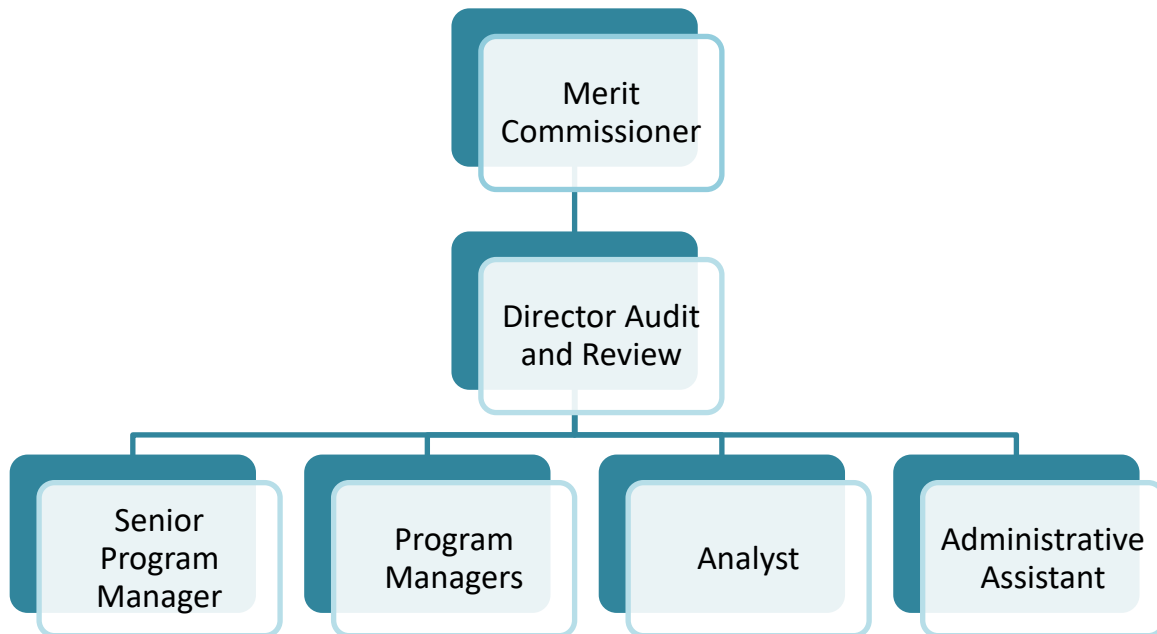 Merit
Commissioner
Director Audit
and Review
Senior
Program
Manager
Program
Managers
Analyst
Administrative
Assistant